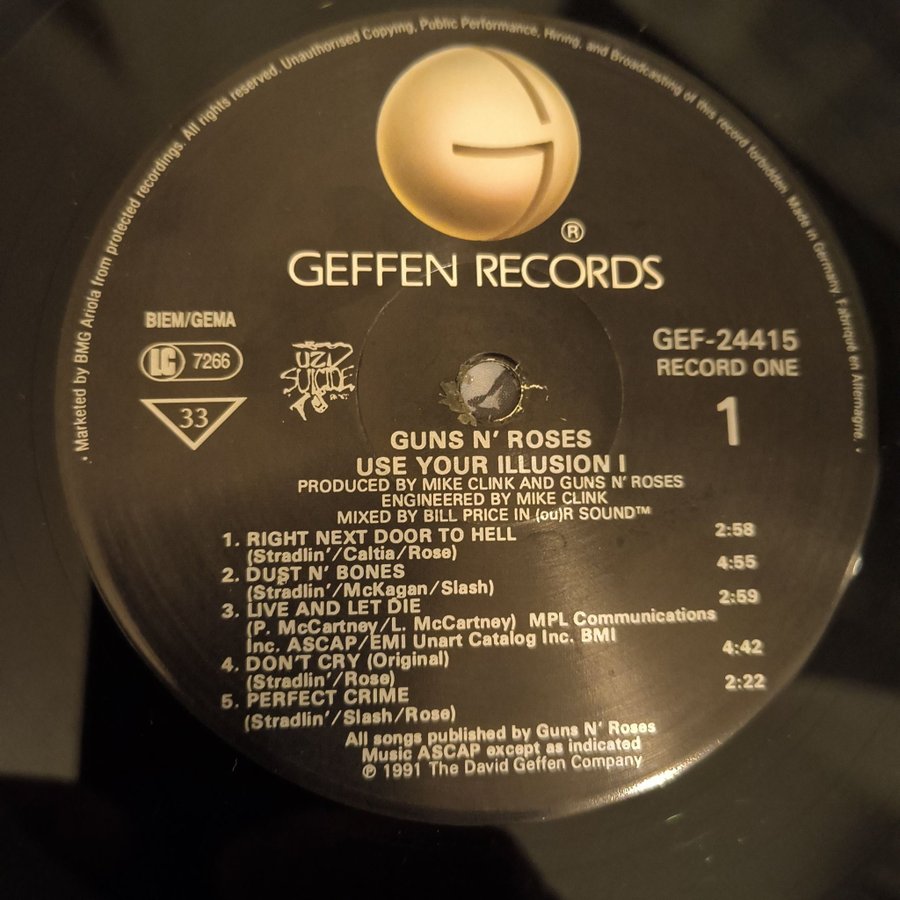 Marketed by BMG Ariola from protected recordings. All rights reserved. Unauthorised Copying, Public Performance, Hiring, and Broadcasting of this record forbidden. Made in Germany. Fabriqué en Allemagne.
®
GEFFEN RECORDS
BIEM/GEMA
LC 7266
33
UZI
SUICIDE
GEF-24415
RECORD ONE
1
GUNS N' ROSES
USE YOUR ILLUSION I
PRODUCED BY MIKE CLINK AND GUNS N' ROSES
ENGINEERED BY MIKE CLINK
MIXED BY BILL PRICE IN (ou)R SOUND™
1. RIGHT NEXT DOOR TO HELL 2:58
(Stradlin'/Caltia/Rose)
2. DUST N' BONES 4:55
(Stradlin'/McKagan/Slash)
3. LIVE AND LET DIE 2:59
(P. McCartney/L. McCartney) MPL Communications
Inc. ASCAP/EMI Unart Catalog Inc. BMI
4. DON'T CRY (Original) 4:42
(Stradlin'/Rose)
5. PERFECT CRIME 2:22
(Stradlin'/Slash/Rose)
All songs published by Guns N' Roses
Music ASCAP except as indicated
℗ 1991 The David Geffen Company